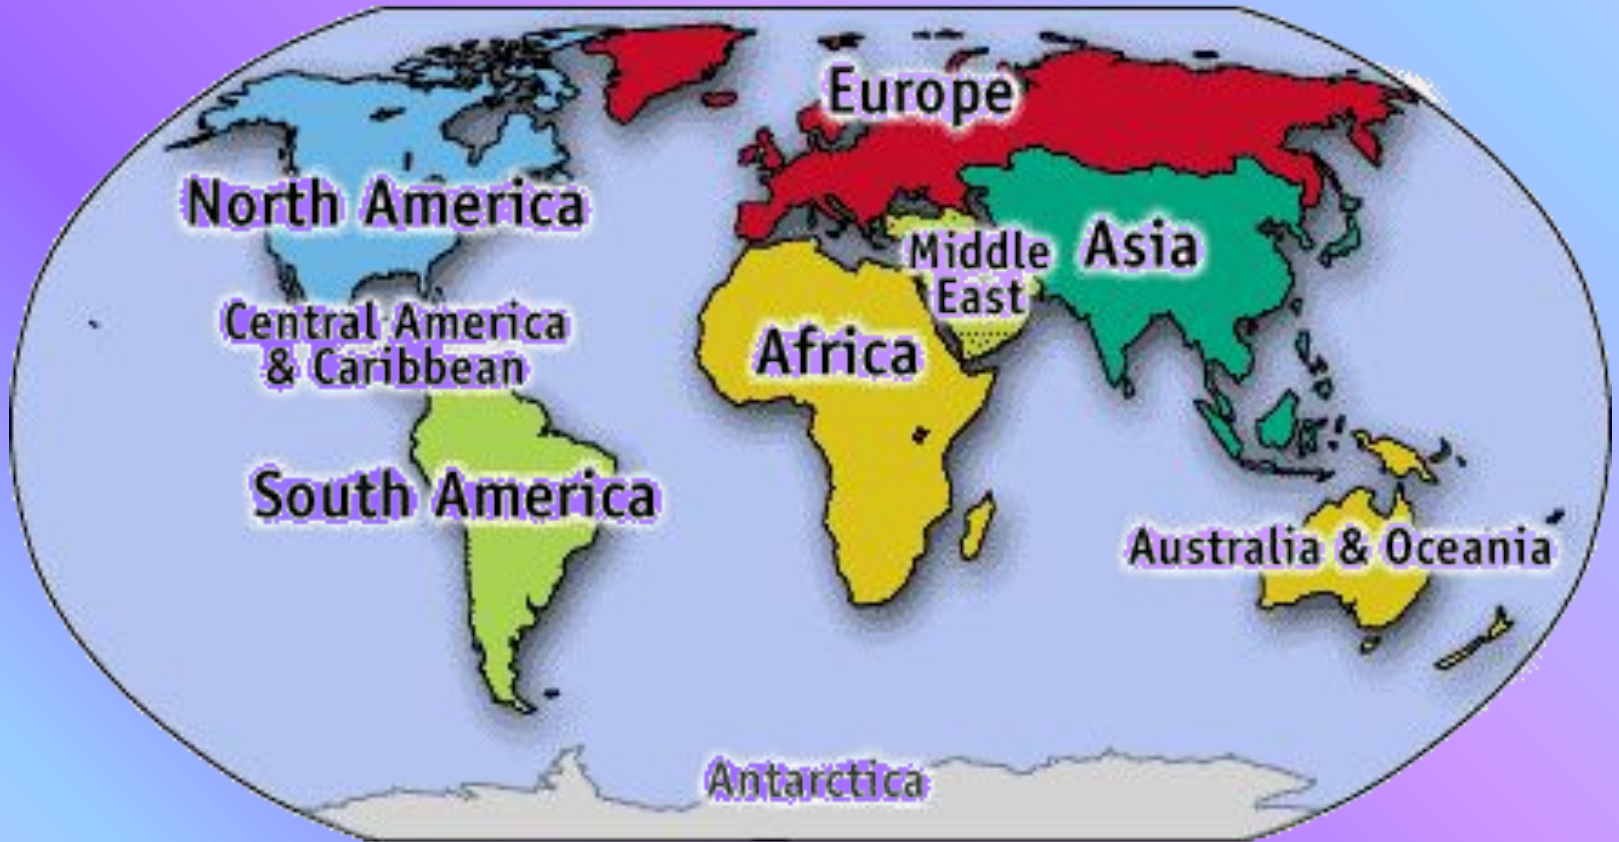 Europe
North America
Middle
East
Asia
Central America
& Caribbean
Africa
South America
Australia & Oceania
Antarctica